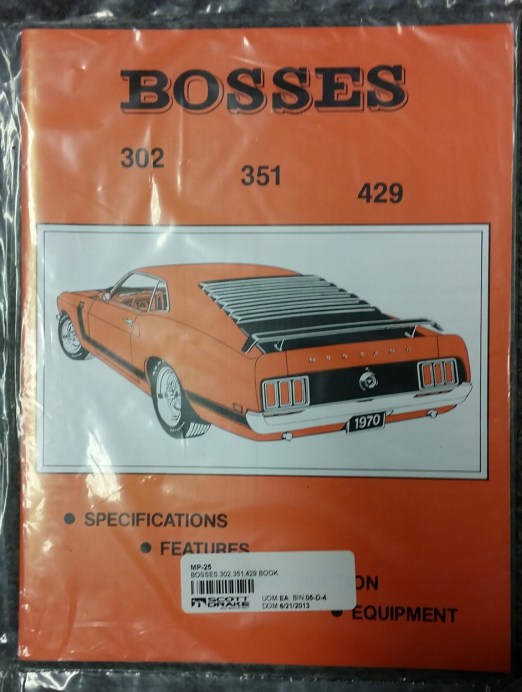 BOSSES
302
351
429
MUSTANG
1970
• SPECIFICATIONS
• FEATURES
ON
• EQUIPMENT
MP-25
BOSSES 302,351,429 BOOK
SCOTT DRAKE
UOM EA BIN 05-D-4
DOM 6/21/2013